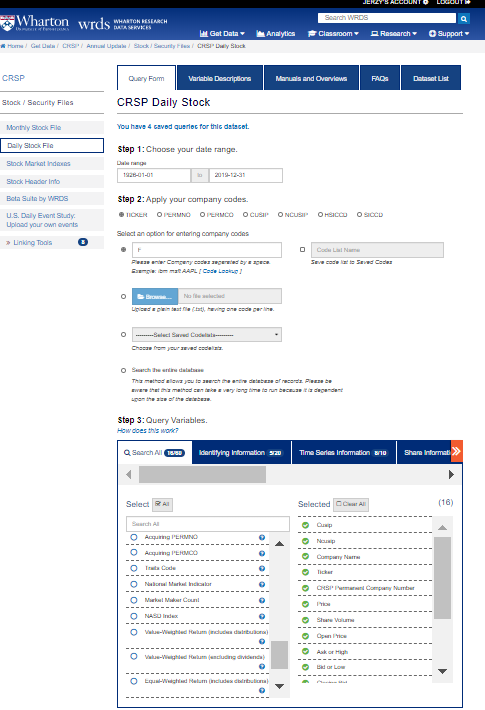 JERZY'S ACCOUNT LOGOUT
Wharton
wrds
WHARTON RESEARCH
DATA SERVICES
Search WRDS
Get Data Analytics Classroom Research Support
Home / Get Data / CRSP / Annual Update / Stock / Security Files / CRSP Daily Stock
CRSP
Stock / Security Files
Monthly Stock File
Daily Stock File
Stock Market Indexes
Stock Header Info
Beta Suite by WRDS
U.S. Daily Event Study:
Upload your own events
» Linking Tools
Query Form
Variable Descriptions
Manuals and Overviews
FAQs
Dataset List
CRSP Daily Stock
You have 4 saved queries for this dataset.
Step 1: Choose your date range.
Date range
1926-01-01 to 2019-12-31
Step 2: Apply your company codes.
TICKER PERMNO PERMCO CUSIP NCUSIP HSICCD SICCD
Select an option for entering company codes
F
Code List Name
Please enter Company codes separated by a space.
Example: ibm msft AAPL [ Code Lookup ]
Save code list to Saved Codes
Browse... No file selected
Upload a plain text file (.txt), having one code per line.
---------Select Saved Codelists---------
Choose from your saved codelists.
Search the entire database
This method allows you to search the entire database of records. Please be
aware that this method can take a very long time to run because it is dependent
upon the size of the database.
Step 3: Query Variables.
How does this work?
Search All 16/60
Identifying Information 5/20
Time Series Information 8/10
Share Informati
Select All
Selected Clear All (16)
Search All
Acquiring PERMNO
Acquiring PERMCO
Traits Code
National Market Indicator
Market Maker Count
NASD Index
Value-Weighted Return (includes distributions)
Value-Weighted Return (excluding dividends)
Equal-Weighted Return (includes distributions)
Cusip
Ncusip
Company Name
Ticker
CRSP Permanent Company Number
Price
Share Volume
Open Price
Ask or High
Bid or Low